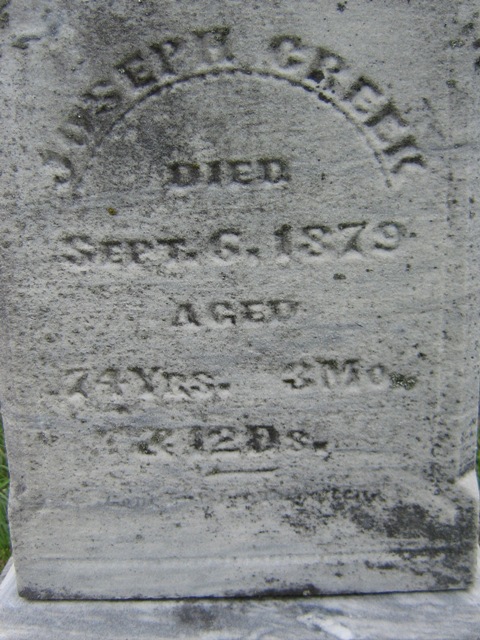 JOSEPH CREEK
DIED
SEPT. 6. 1879
AGED
74 YRS. 3 Mo.
& 12 Ds.